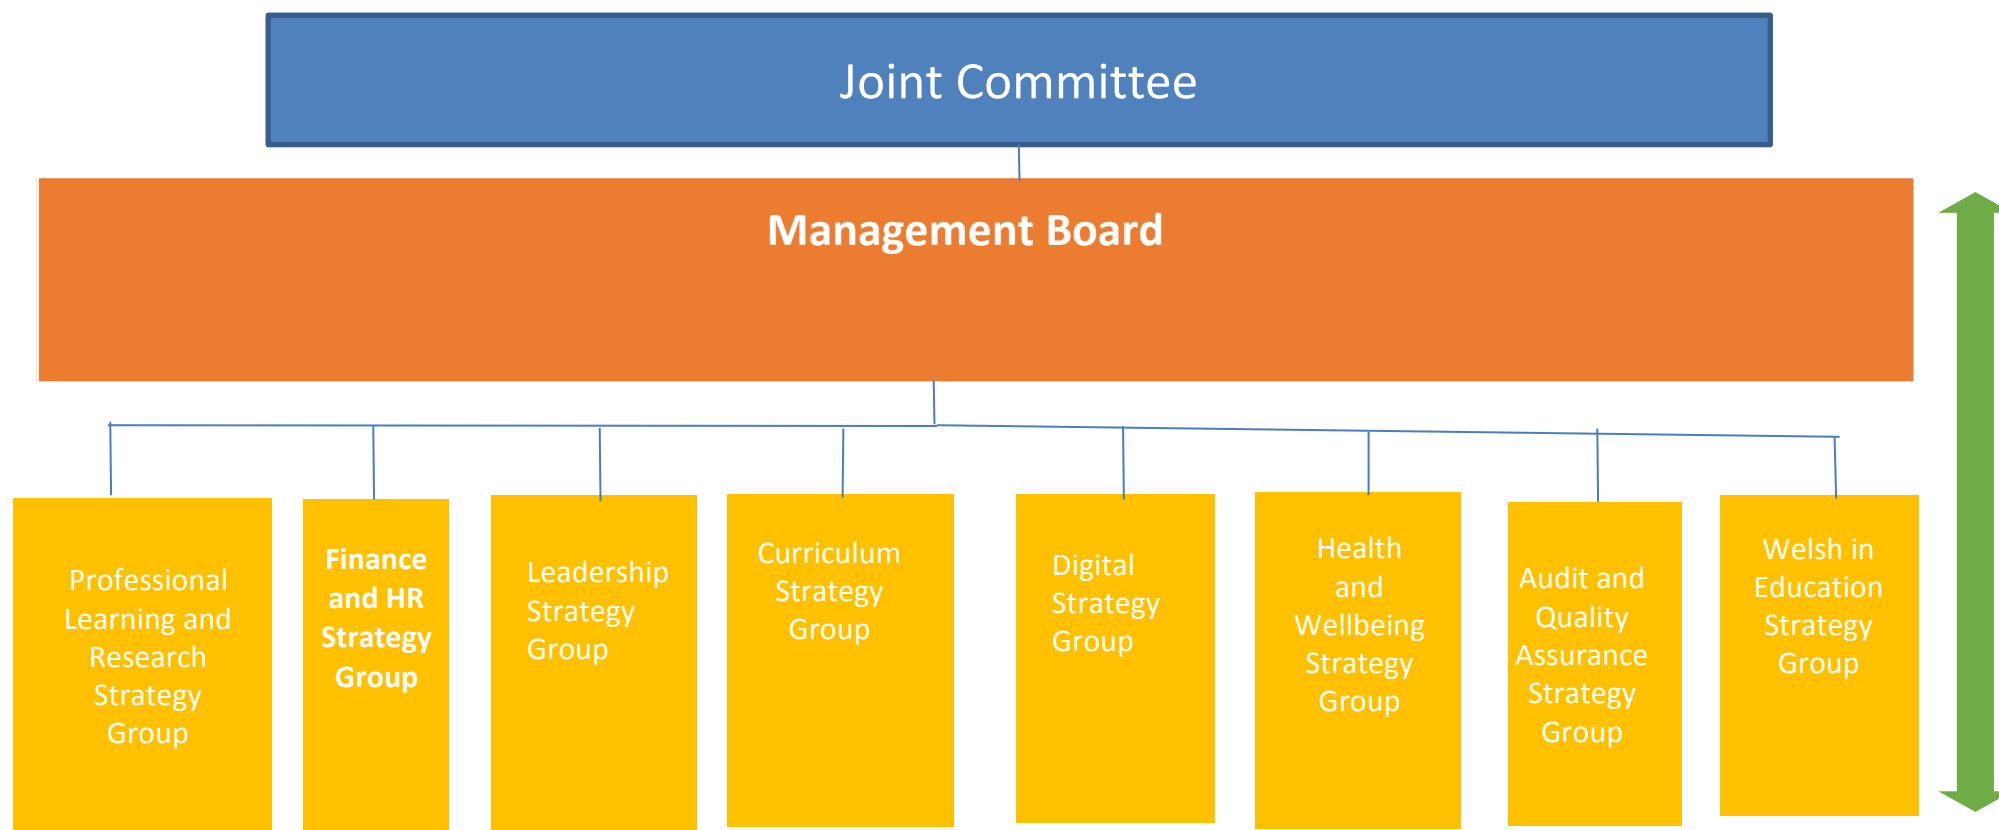 Joint Committee
Management Board
Professional
Learning and
Research
Strategy
Group
Finance
and HR
Strategy
Group
Leadership
Strategy
Group
Curriculum
Strategy
Group
Digital
Strategy
Group
Health
and
Wellbeing
Strategy
Group
Audit and
Quality
Assurance
Strategy
Group
Welsh in
Education
Strategy
Group